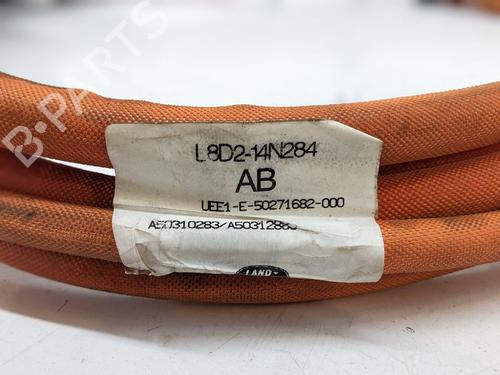 B-PARTS
L8D2-14N284
AB
UEE1-E-50271682-000
LAND